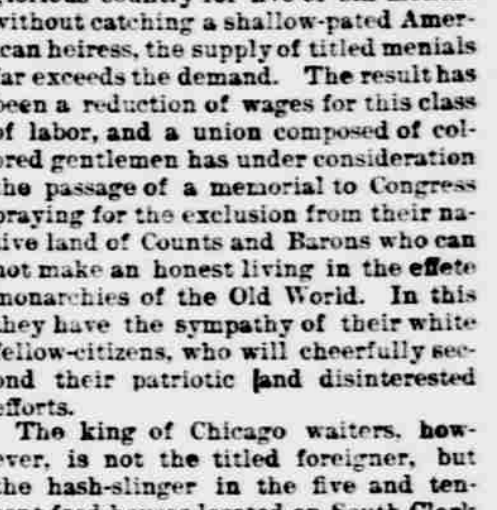 without catching a shallow-pated Amer-
ican heiress, the supply of titled menials
far exceeds the demand. The result has
been a reduction of wages for this class
of labor, and a union composed of col-
ored gentlemen has under consideration
the passage of a memorial to Congress
praying for the exclusion from their na-
tive land of Counts and Barons who can
not make an honest living in the effete
monarchies of the Old World. In this
they have the sympathy of their white
fellow-citizens, who will cheerfully sec-
ond their patriotic and disinterested
efforts.
The king of Chicago waiters, how-
ever, is not the titled foreigner, but
the hash-slinger in the five and ten-